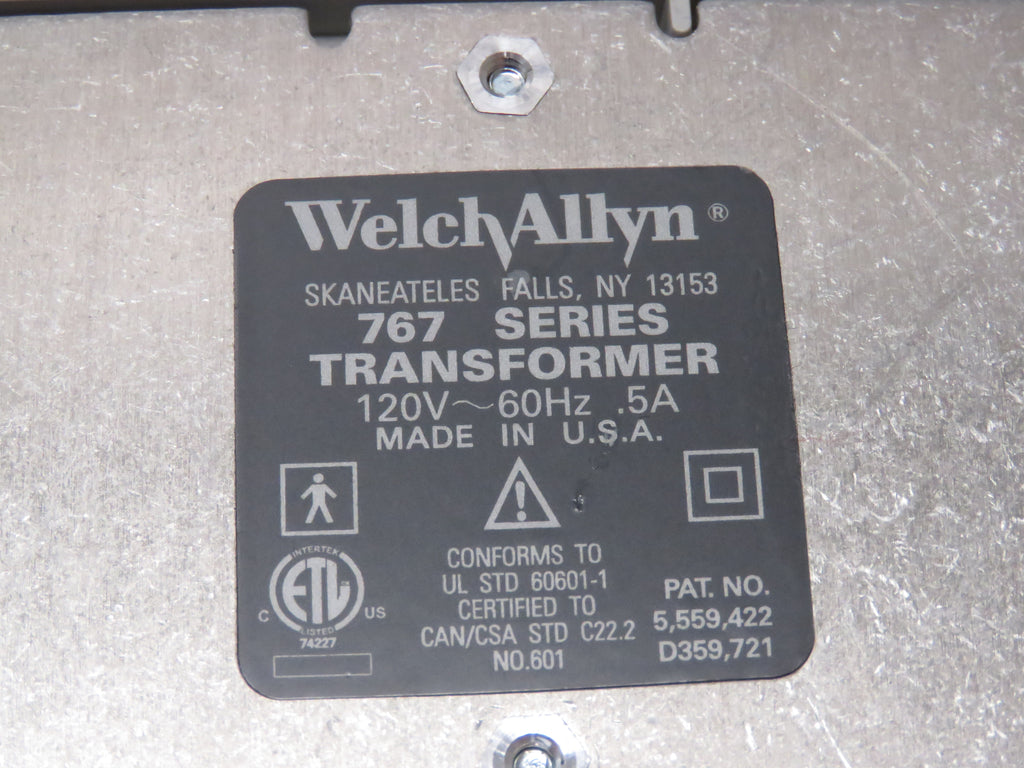 WelchAllyn ®
SKANEATELES FALLS, NY 13153
767 SERIES
TRANSFORMER
120V~60Hz .5A
MADE IN U.S.A.
INTERTEK
ETL
C US
LISTED
74227
CONFORMS TO
UL STD 60601-1
CERTIFIED TO
CAN/CSA STD C22.2
NO.601
PAT. NO.
5,559,422
D359,721